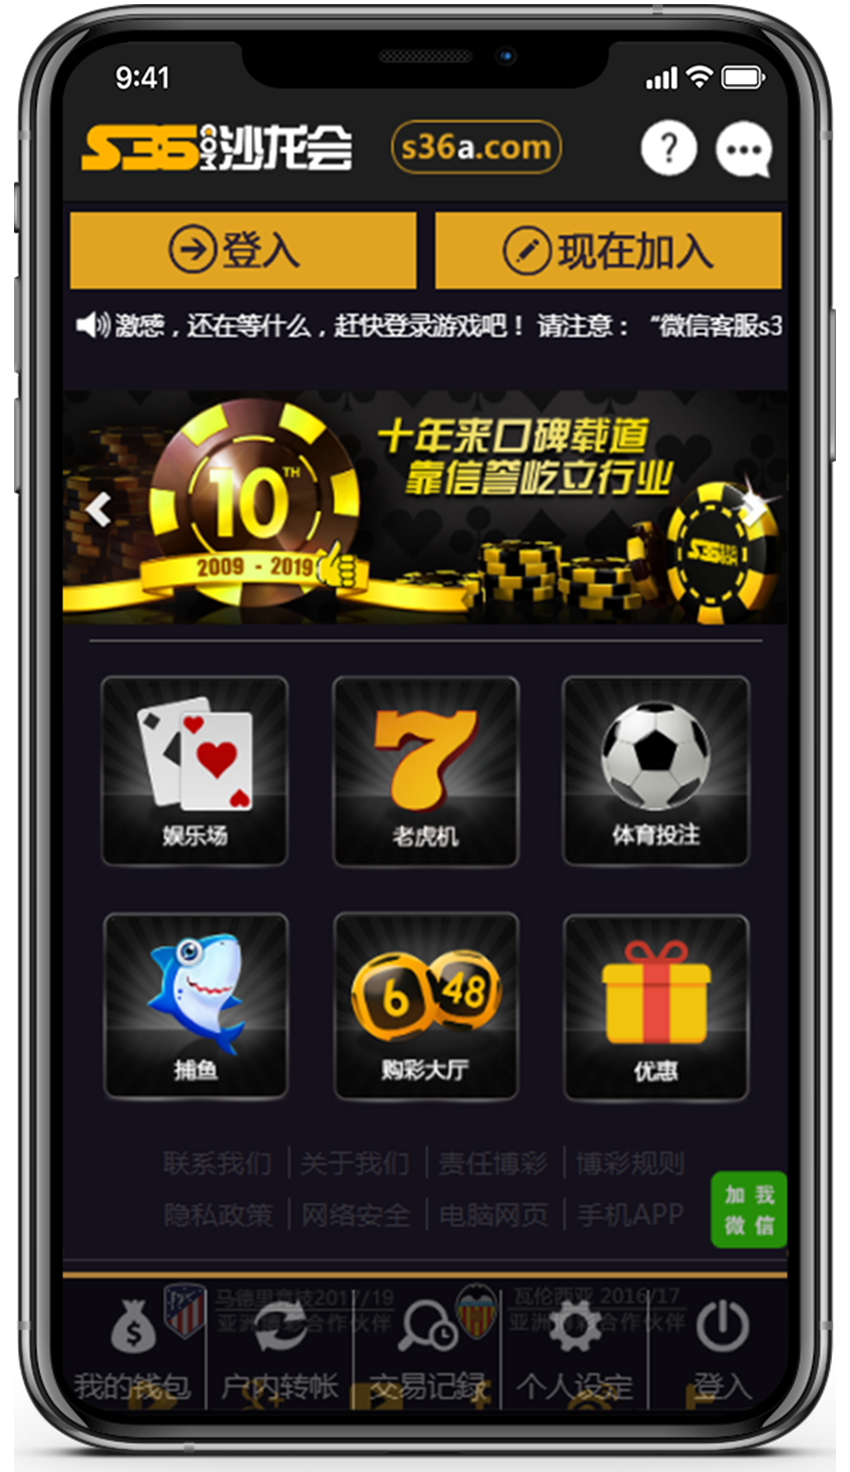 9:41
S36 沙龙会 s36a.com ?
登入 现在加入
激感，还在等什么，赶快登录游戏吧！ 请注意： “微信客服s3
十年来口碑载道
靠信誉屹立行业
10TH
2009 - 2019
S36
娱乐场 老虎机 体育投注
7
6 48
捕鱼 购彩大厅 优惠
联系我们 关于我们 责任博彩 博彩规则
隐私政策 网络安全 电脑网页 手机APP
加我
微信
马德里竞技2017/19 瓦伦西亚 2016/17
亚洲博彩合作伙伴 亚洲博彩合作伙伴
我的钱包 户内转帐 交易记録 个人设定 登入